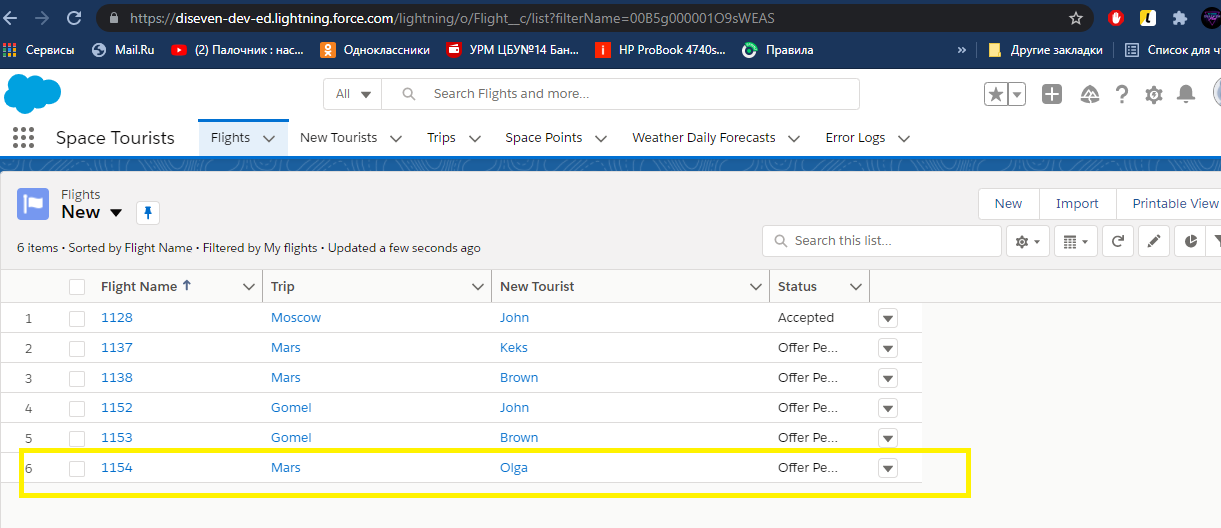 https://diseven-dev-ed.lightning.force.com/lightning/o/Flight__c/list?filterName=00B5g000001O9sWEAS
Сервисы Mail.Ru (2) Палочник : нас... Одноклассники УРМ ЦБУ№14 Бан... HP ProBook 4740s... Правила » Другие закладки Список для чт
All Search Flights and more...
Space Tourists Flights New Tourists Trips Space Points Weather Daily Forecasts Error Logs
Flights
New
New Import Printable View
6 items • Sorted by Flight Name • Filtered by My flights • Updated a few seconds ago
Search this list...
Flight Name Trip New Tourist Status
1 1128 Moscow John Accepted
2 1137 Mars Keks Offer Pe...
3 1138 Mars Brown Offer Pe...
4 1152 Gomel John Offer Pe...
5 1153 Gomel Brown Offer Pe...
6 1154 Mars Olga Offer Pe...